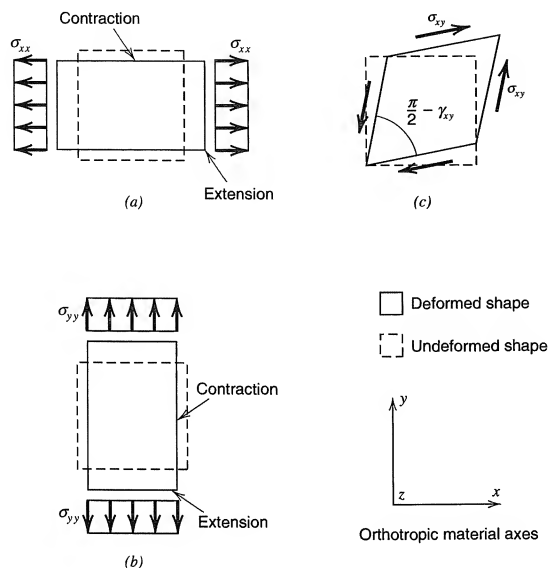 Contraction
σxx
σxx
Extension
(a)
σxy
σxy
π/2 − γxy
(c)
σyy
Contraction
σyy
Extension
(b)
Deformed shape
Undeformed shape
y
z
x
Orthotropic material axes